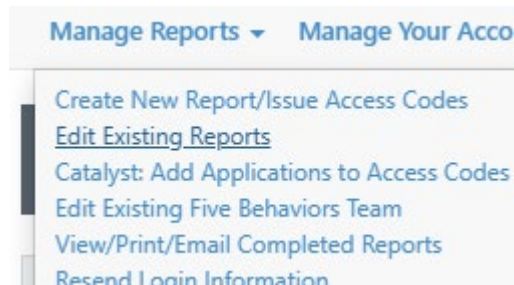 Manage Reports Manage Your Acco
Create New Report/Issue Access Codes
Edit Existing Reports
Catalyst: Add Applications to Access Codes
Edit Existing Five Behaviors Team
View/Print/Email Completed Reports
Resend Login Information